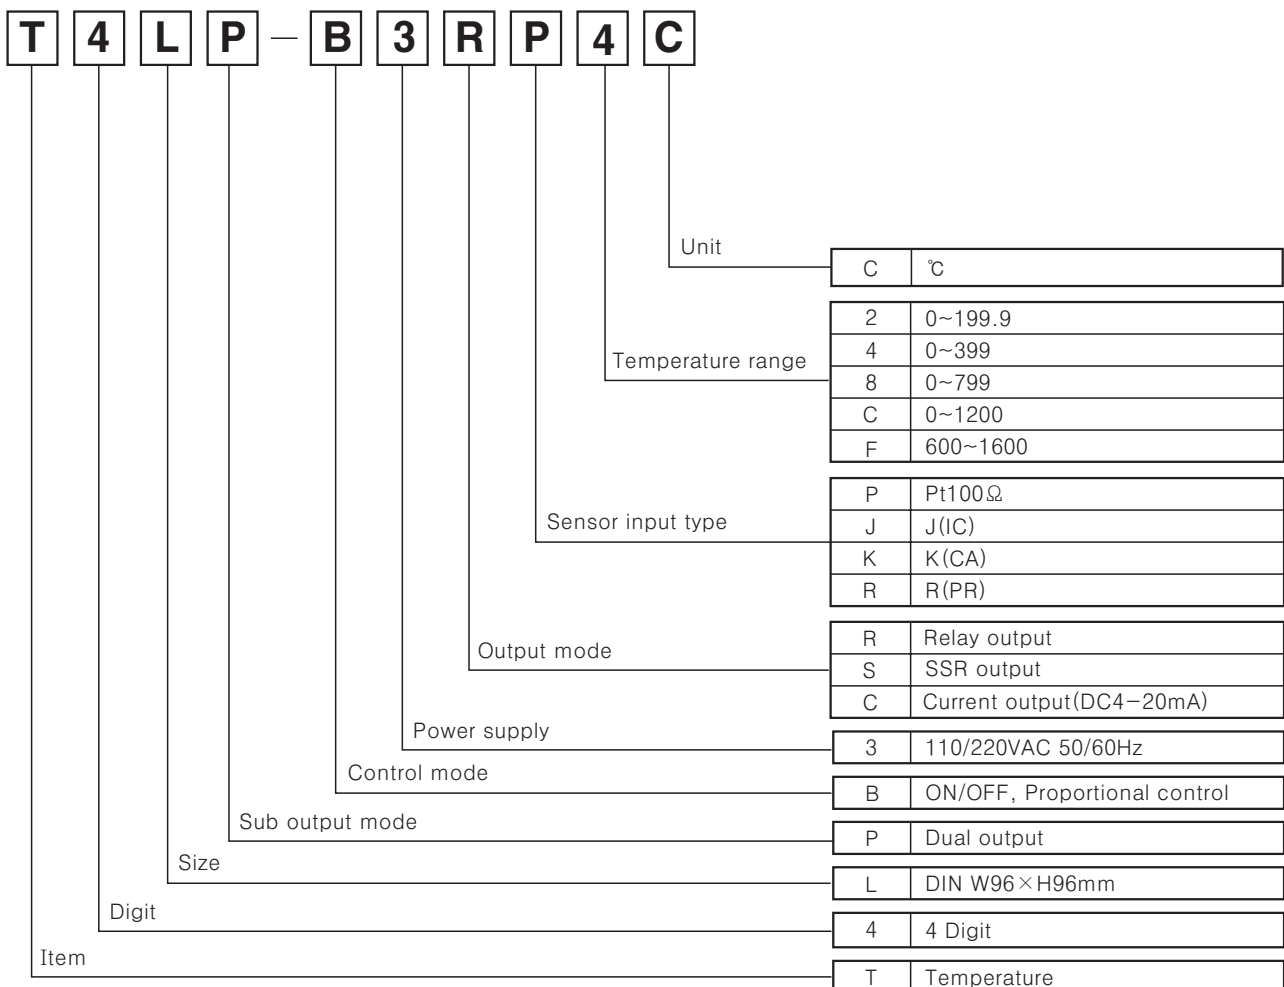 T4LP-B3RP4C
Unit
C ℃
2 0~199.9
4 0~399
Temperature range
8 0~799
C 0~1200
F 600~1600
P Pt100Ω
Sensor input type
J J(IC)
K K(CA)
R R(PR)
R Relay output
Output mode
S SSR output
C Current output(DC4-20mA)
Power supply
3 110/220VAC 50/60Hz
Control mode
B ON/OFF, Proportional control
Sub output mode
P Dual output
Size
L DIN W96×H96mm
Digit
4 4 Digit
Item
T Temperature